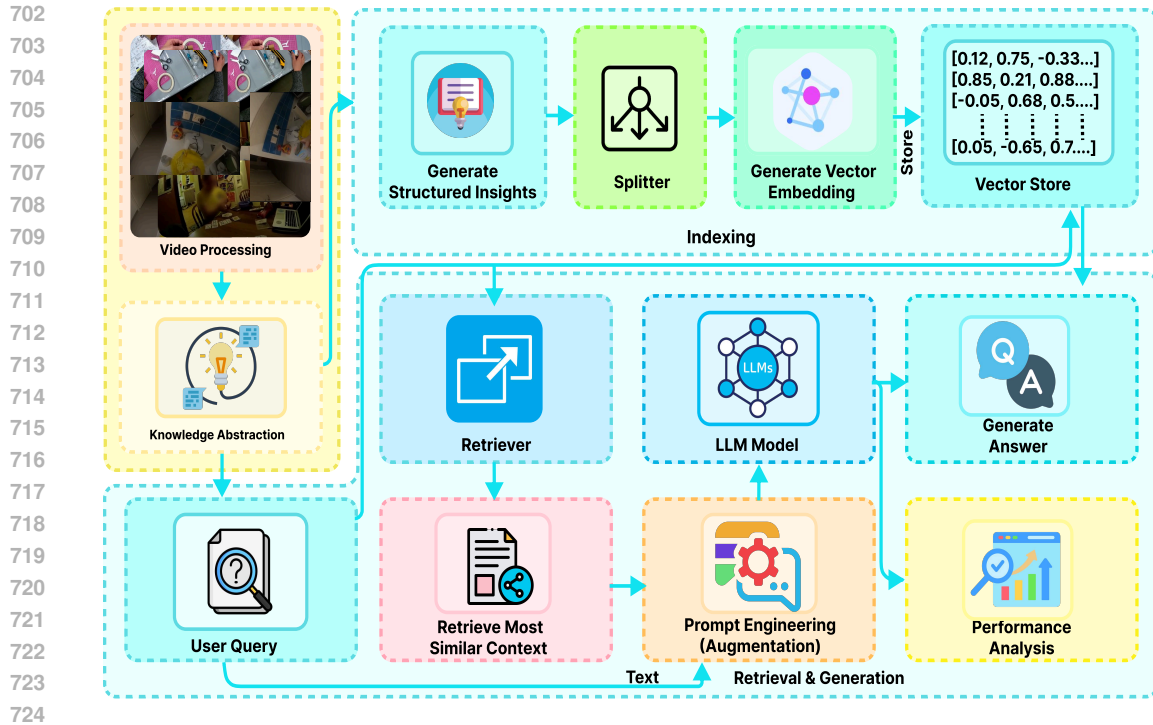 702
703
704
705
706
707
708
709
710
711
712
713
714
715
716
717
718
719
720
721
722
723
724
Video Processing
Knowledge Abstraction
Generate
Structured Insights
Splitter
Generate Vector
Embedding
Store
[0.12, 0.75, -0.33...]
[0.85, 0.21, 0.88....]
[-0.05, 0.68, 0.5....]
[0.05, -0.65, 0.7....]
Vector Store
Indexing
Retriever
LLMs
LLM Model
Q
A
Generate
Answer
?
User Query
Retrieve Most
Similar Context
Prompt Engineering
(Augmentation)
Performance
Analysis
Text
Retrieval & Generation